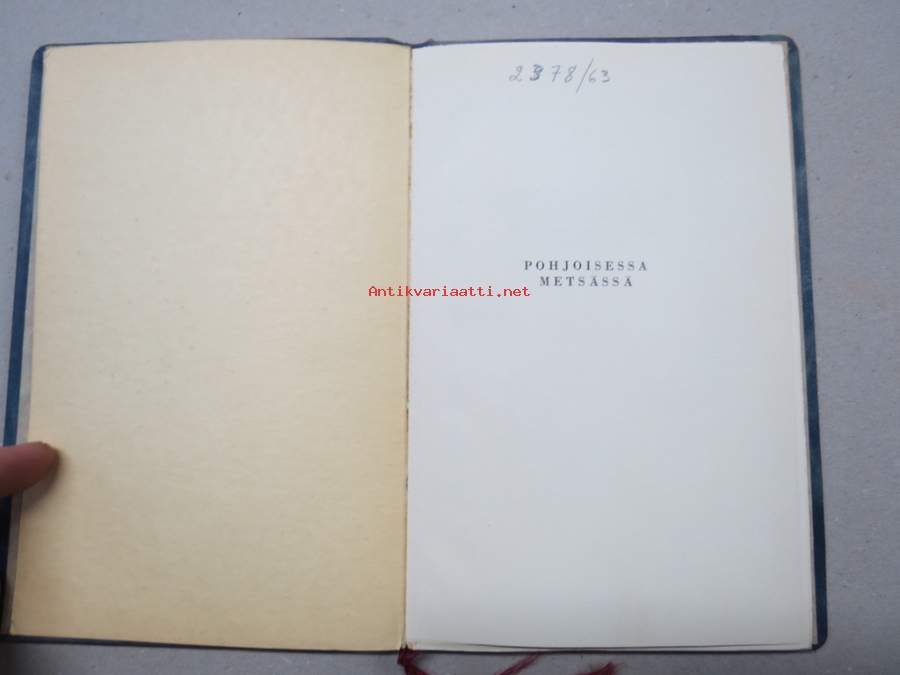 2378/63
POHJOISESSA
METSÄSSÄ
Antikvariaatti.net